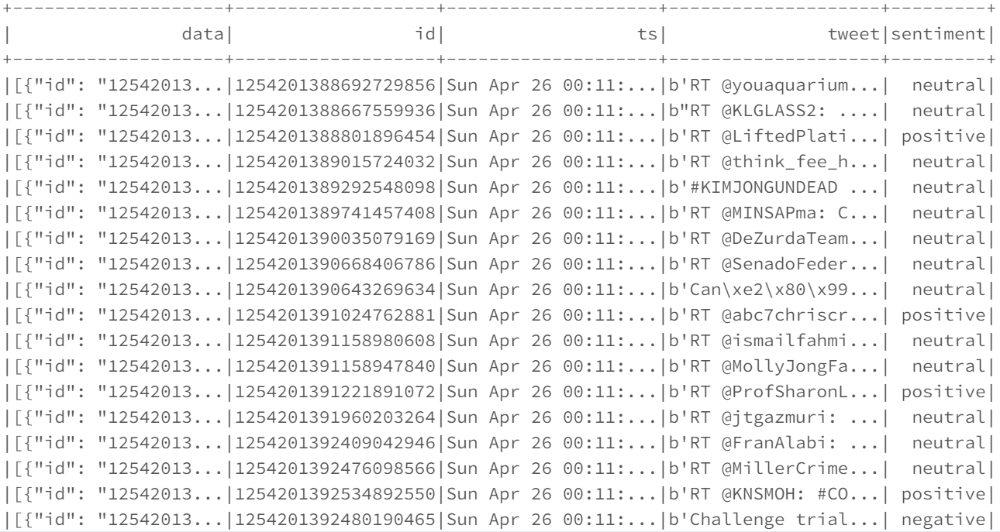 +--------------------+-------------------+--------------------+--------------------+---------+
|                data|                 id|                  ts|               tweet|sentiment|
+--------------------+-------------------+--------------------+--------------------+---------+
|[{"id": "12542013...|1254201388692729856|Sun Apr 26 00:11:...|b'RT @youaquarium...|  neutral|
|[{"id": "12542013...|1254201388667559936|Sun Apr 26 00:11:...|b"RT @KLGLASS2: ....|  neutral|
|[{"id": "12542013...|1254201388801896454|Sun Apr 26 00:11:...|b'RT @LiftedPlati...| positive|
|[{"id": "12542013...|1254201389015724032|Sun Apr 26 00:11:...|b'RT @think_fee_h...|  neutral|
|[{"id": "12542013...|1254201389292548098|Sun Apr 26 00:11:...|b'#KIMJONGUNDEAD ...|  neutral|
|[{"id": "12542013...|1254201389741457408|Sun Apr 26 00:11:...|b'RT @MINSAPma: C...|  neutral|
|[{"id": "12542013...|1254201390035079169|Sun Apr 26 00:11:...|b'RT @DeZurdaTeam...|  neutral|
|[{"id": "12542013...|1254201390668406786|Sun Apr 26 00:11:...|b'RT @SenadoFeder...|  neutral|
|[{"id": "12542013...|1254201390643269634|Sun Apr 26 00:11:...|b'Can\xe2\x80\x99...|  neutral|
|[{"id": "12542013...|1254201391024762881|Sun Apr 26 00:11:...|b'RT @abc7chriscr...| positive|
|[{"id": "12542013...|1254201391158980608|Sun Apr 26 00:11:...|b'RT @ismailfahmi...|  neutral|
|[{"id": "12542013...|1254201391158947840|Sun Apr 26 00:11:...|b'RT @MollyJongFa...|  neutral|
|[{"id": "12542013...|1254201391221891072|Sun Apr 26 00:11:...|b'RT @ProfSharonL...| positive|
|[{"id": "12542013...|1254201391960203264|Sun Apr 26 00:11:...|b'RT @jtgazmuri: ...|  neutral|
|[{"id": "12542013...|1254201392409042946|Sun Apr 26 00:11:...|b'RT @FranAlabi: ...|  neutral|
|[{"id": "12542013...|1254201392476098566|Sun Apr 26 00:11:...|b'RT @MillerCrime...|  neutral|
|[{"id": "12542013...|1254201392534892550|Sun Apr 26 00:11:...|b'RT @KNSMOH: #CO...| positive|
|[{"id": "12542013...|1254201392480190465|Sun Apr 26 00:11:...|b'Challenge trial...| negative|